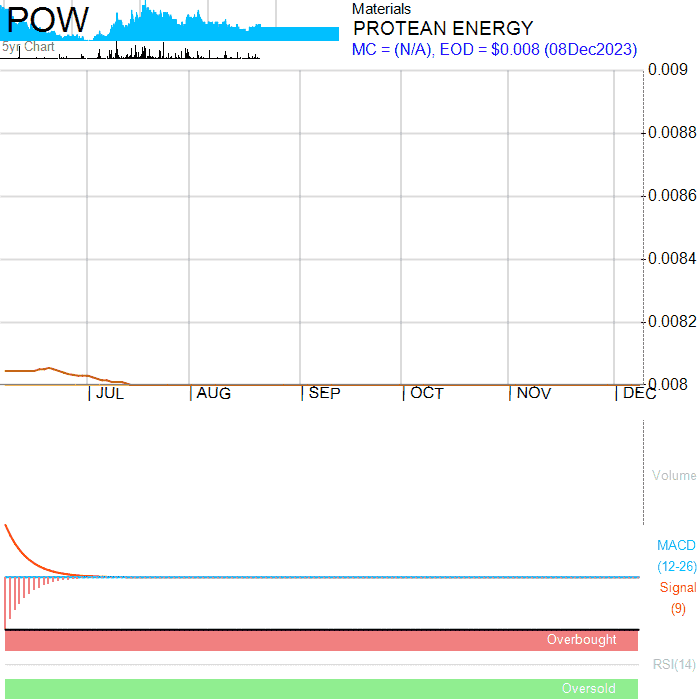 POW
5yr Chart
Materials
PROTEAN ENERGY
MC = (N/A), EOD = $0.008 (08Dec2023)
0.009
0.0088
0.0086
0.0084
0.0082
0.008
JUL AUG SEP OCT NOV DEC
Volume
MACD
(12-26)
Signal
(9)
Overbought
RSI(14)
Oversold